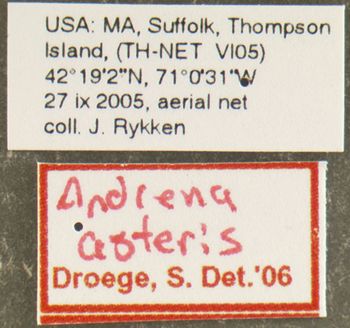 USA: MA, Suffolk, Thompson
Island, (TH-NET VI05)
42°19'2"N, 71°0'31"W
27 ix 2005, aerial net
coll. J. Rykken
Andrena
asteris
Droege, S. Det.'06